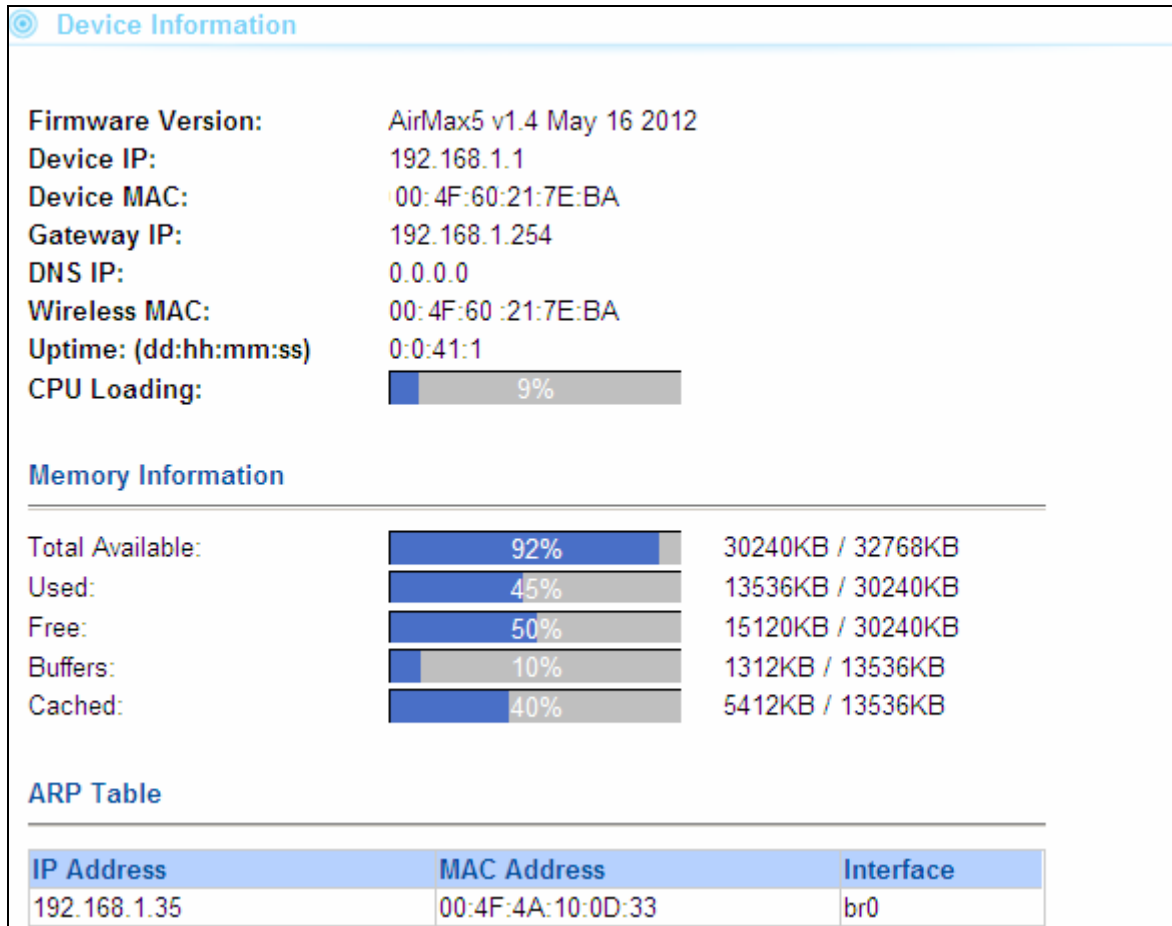 Device Information
Firmware Version: AirMax5 v1.4 May 16 2012
Device IP: 192.168.1.1
Device MAC: 00:4F:60:21:7E:BA
Gateway IP: 192.168.1.254
DNS IP: 0.0.0.0
Wireless MAC: 00:4F:60 :21:7E:BA
Uptime: (dd:hh:mm:ss) 0:0:41:1
CPU Loading: 9%
Memory Information
Total Available: 92% 30240KB / 32768KB
Used: 45% 13536KB / 30240KB
Free: 50% 15120KB / 30240KB
Buffers: 10% 1312KB / 13536KB
Cached: 40% 5412KB / 13536KB
ARP Table
IP Address MAC Address Interface
192.168.1.35 00:4F:4A:10:0D:33 br0